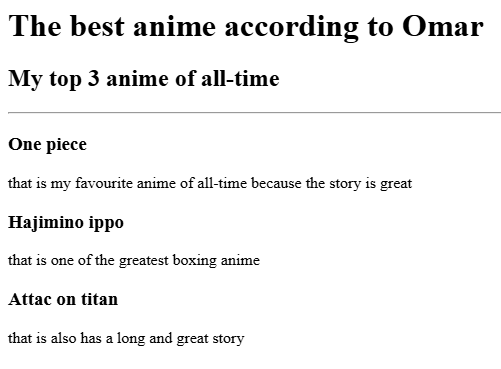 The best anime according to Omar
My top 3 anime of all-time
One piece
that is my favourite anime of all-time because the story is great
Hajimino ippo
that is one of the greatest boxing anime
Attac on titan
that is also has a long and great story